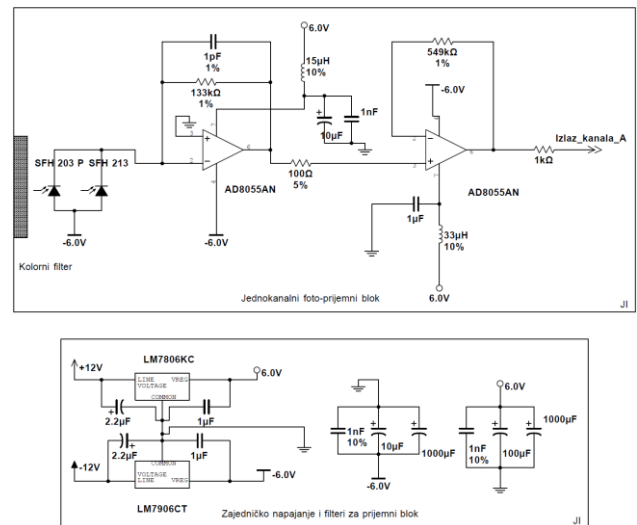 6.0V
1pF
1%
133kΩ
1%
15µH
10%
10µF
1nF
549kΩ
1%
-6.0V
SFH 203 P SFH 213
AD8055AN
100Ω
5%
AD8055AN
1kΩ
Izlaz_kanala_A
-6.0V
-6.0V
1µF
33µH
10%
6.0V
Kolorni filter
Jednokanalni foto-prijemni blok
JI
LM7806KC
+12V
LINE VREG
VOLTAGE
COMMON
6.0V
2.2µF
1µF
2.2µF
1µF
-12V
COMMON
VOLTAGE
LINE VREG
-6.0V
LM7906CT
1nF
10%
10µF
1000µF
-6.0V
6.0V
1nF
10%
100µF
1000µF
Zajedničko napajanje i filteri za prijemni blok
JI